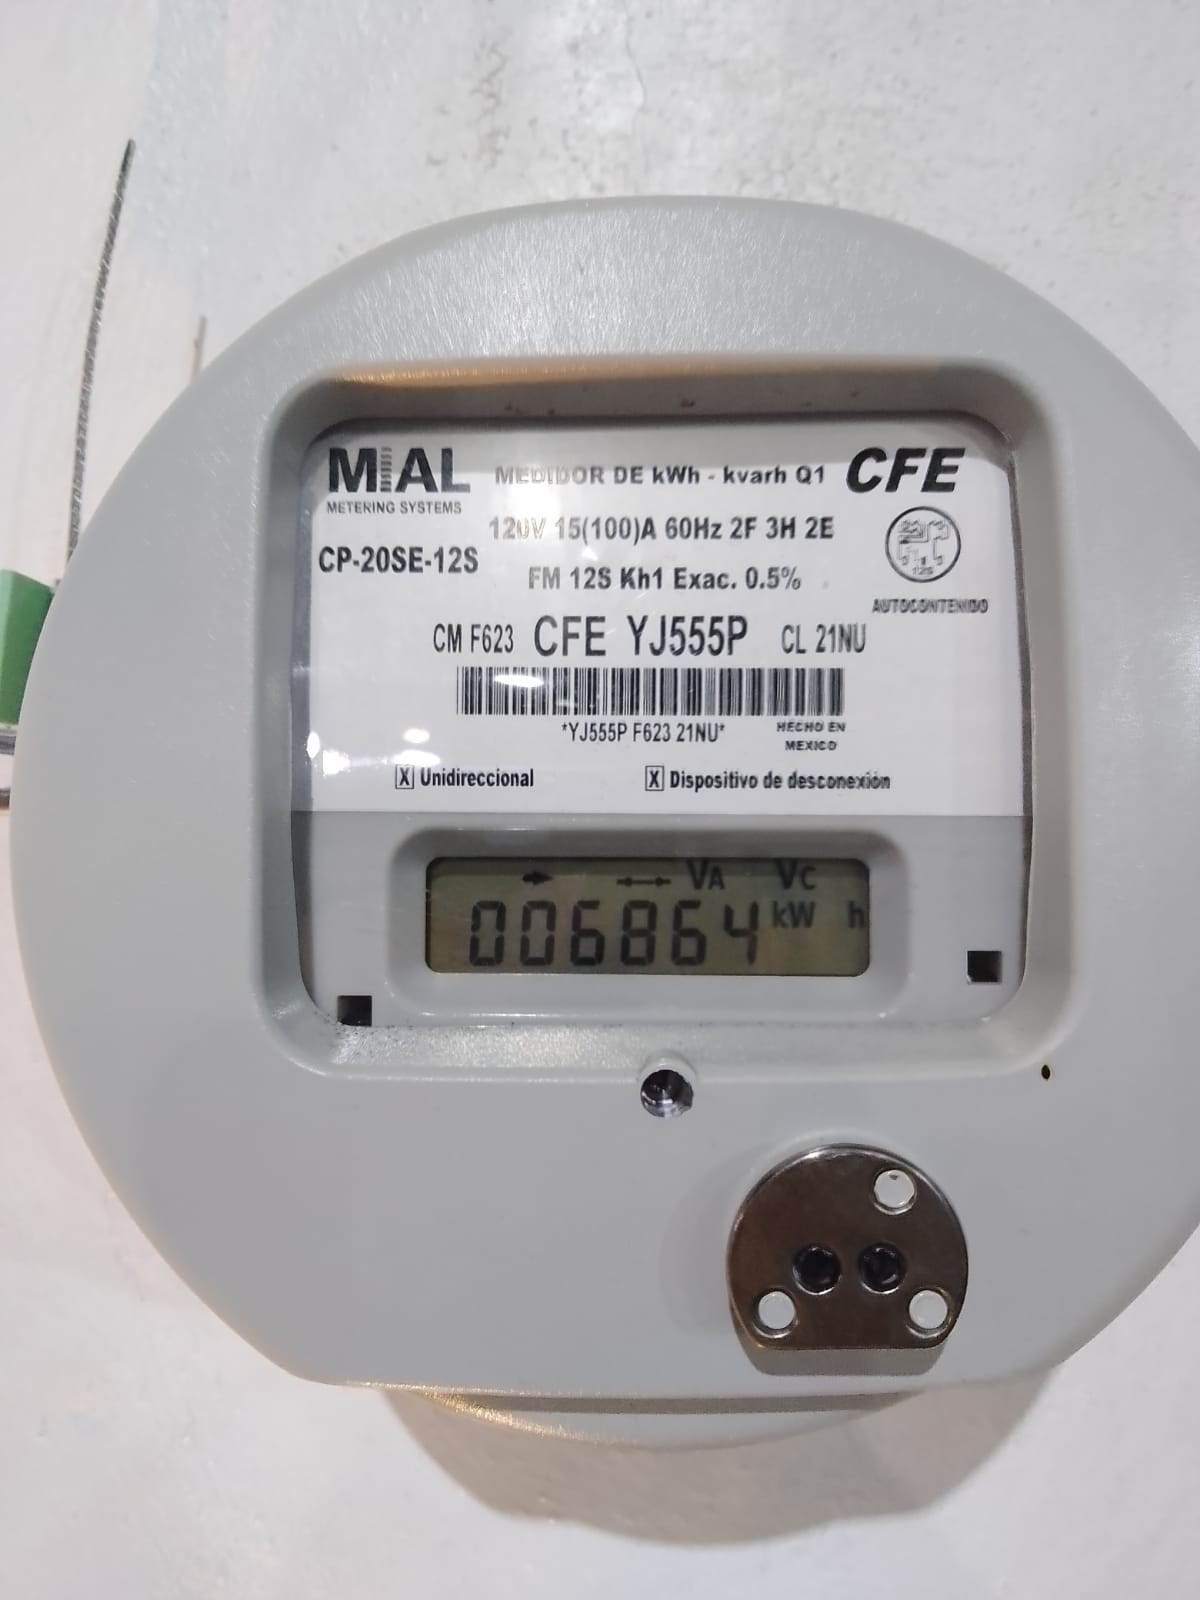 MIAL
METERING SYSTEMS
MEDIDOR DE kWh - kvarh Q1
CFE
120V 15(100)A 60Hz 2F 3H 2E
CP-20SE-12S
FM 12S Kh1 Exac. 0.5%
12S
AUTOCONTENIDO
CM F623 CFE YJ555P CL 21NU
*YJ555P F623 21NU*
HECHO EN
MEXICO
X Unidireccional
X Dispositivo de desconexión
VA VC
006864 kW h